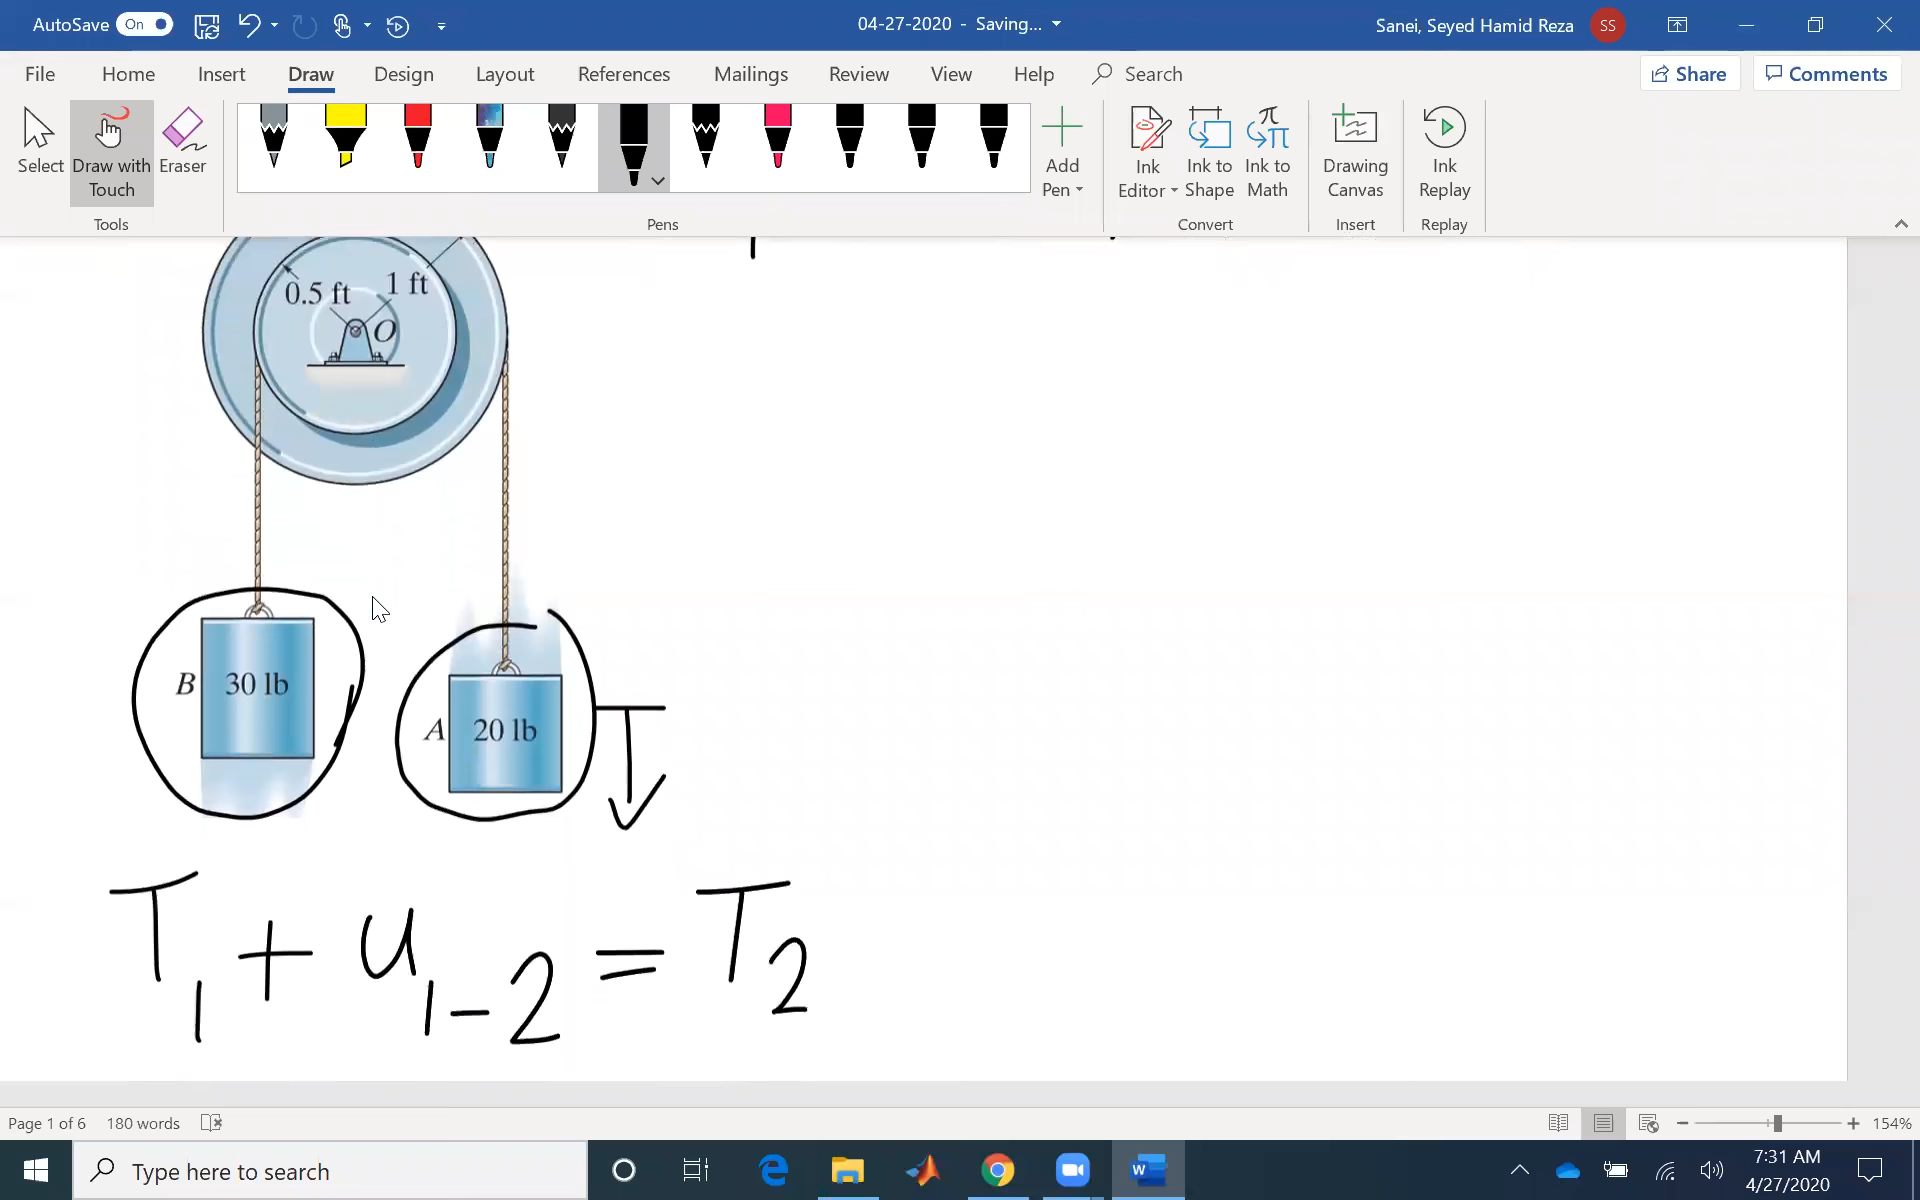 AutoSave On 04-27-2020 - Saving... Sanei, Seyed Hamid Reza SS
File Home Insert Draw Design Layout References Mailings Review View Help Search Share Comments
Select Draw with Touch Eraser Add Pen Ink Editor Ink to Shape Ink to Math Drawing Canvas Ink Replay
Tools Pens Convert Insert Replay
0.5 ft 1 ft
O
B 30 lb
A 20 lb
T1 + U1-2 = T2
Page 1 of 6 180 words 154%
Type here to search 7:31 AM
4/27/2020